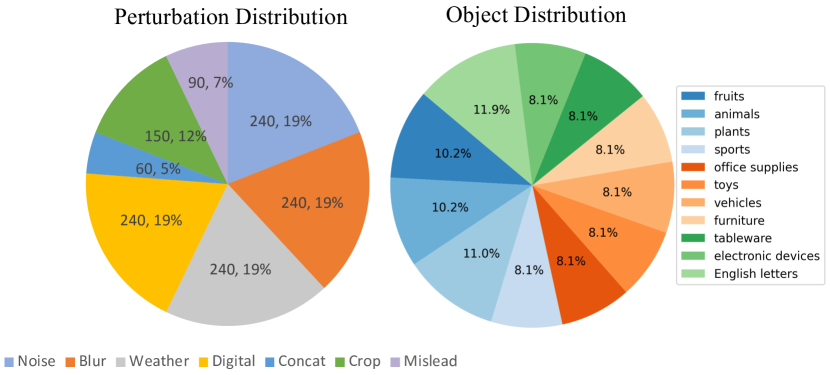 Perturbation Distribution
90, 7%
240, 19%
150, 12%
60, 5%
240, 19%
240, 19%
240, 19%
Noise Blur Weather Digital Concat Crop Mislead
Object Distribution
11.9%
8.1%
8.1%
10.2%
8.1%
10.2%
8.1%
11.0%
8.1%
8.1%
8.1%
fruits
animals
plants
sports
office supplies
toys
vehicles
furniture
tableware
electronic devices
English letters